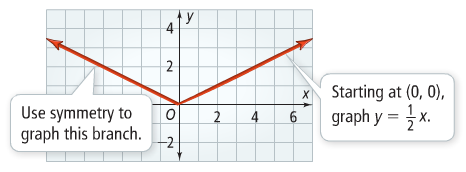 y
4
2
x
O
2
4
6
-2
Use symmetry to
graph this branch.
Starting at (0, 0),
graph y = 1/2 x.